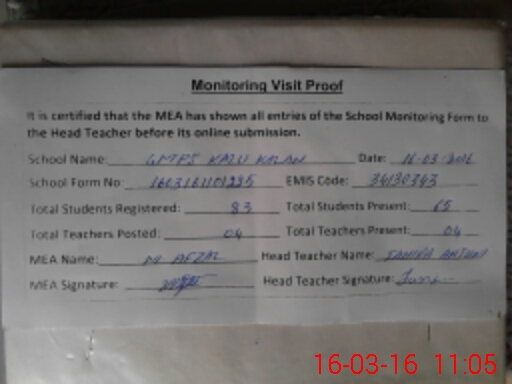 Monitoring Visit Proof
It is certified that the MEA has shown all entries of the School Monitoring Form to
the Head Teacher before its online submission.
School Name: GMPS KALU KALAN Date: 16-03-2016
School Form No: EMIS Code: 34130343
Total Students Registered: 83 Total Students Present: 65
Total Teachers Posted: 04 Total Teachers Present: 04
MEA Name: M AFZAL Head Teacher Name:
MEA Signature: Head Teacher Signature:
16-03-16 11:05